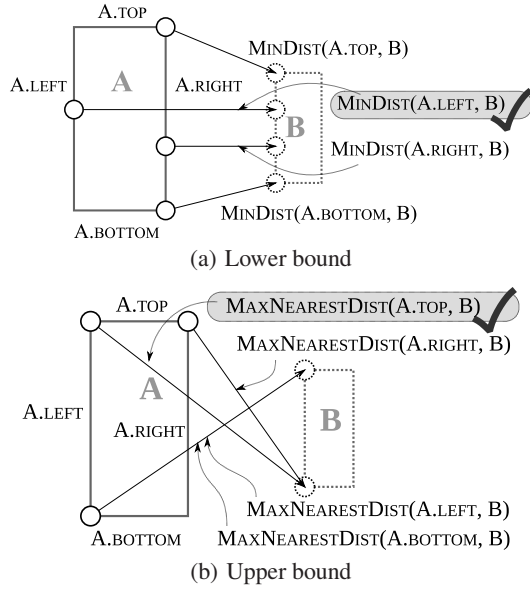 A.TOP
MINDIST(A.TOP, B)
A.LEFT
A
A.RIGHT
MINDIST(A.LEFT, B)
B
MINDIST(A.RIGHT, B)
MINDIST(A.BOTTOM, B)
A.BOTTOM
(a) Lower bound
A.TOP
MAXNEARESTDIST(A.TOP, B)
MAXNEARESTDIST(A.RIGHT, B)
A
A.LEFT
A.RIGHT
B
MAXNEARESTDIST(A.LEFT, B)
A.BOTTOM
MAXNEARESTDIST(A.BOTTOM, B)
(b) Upper bound